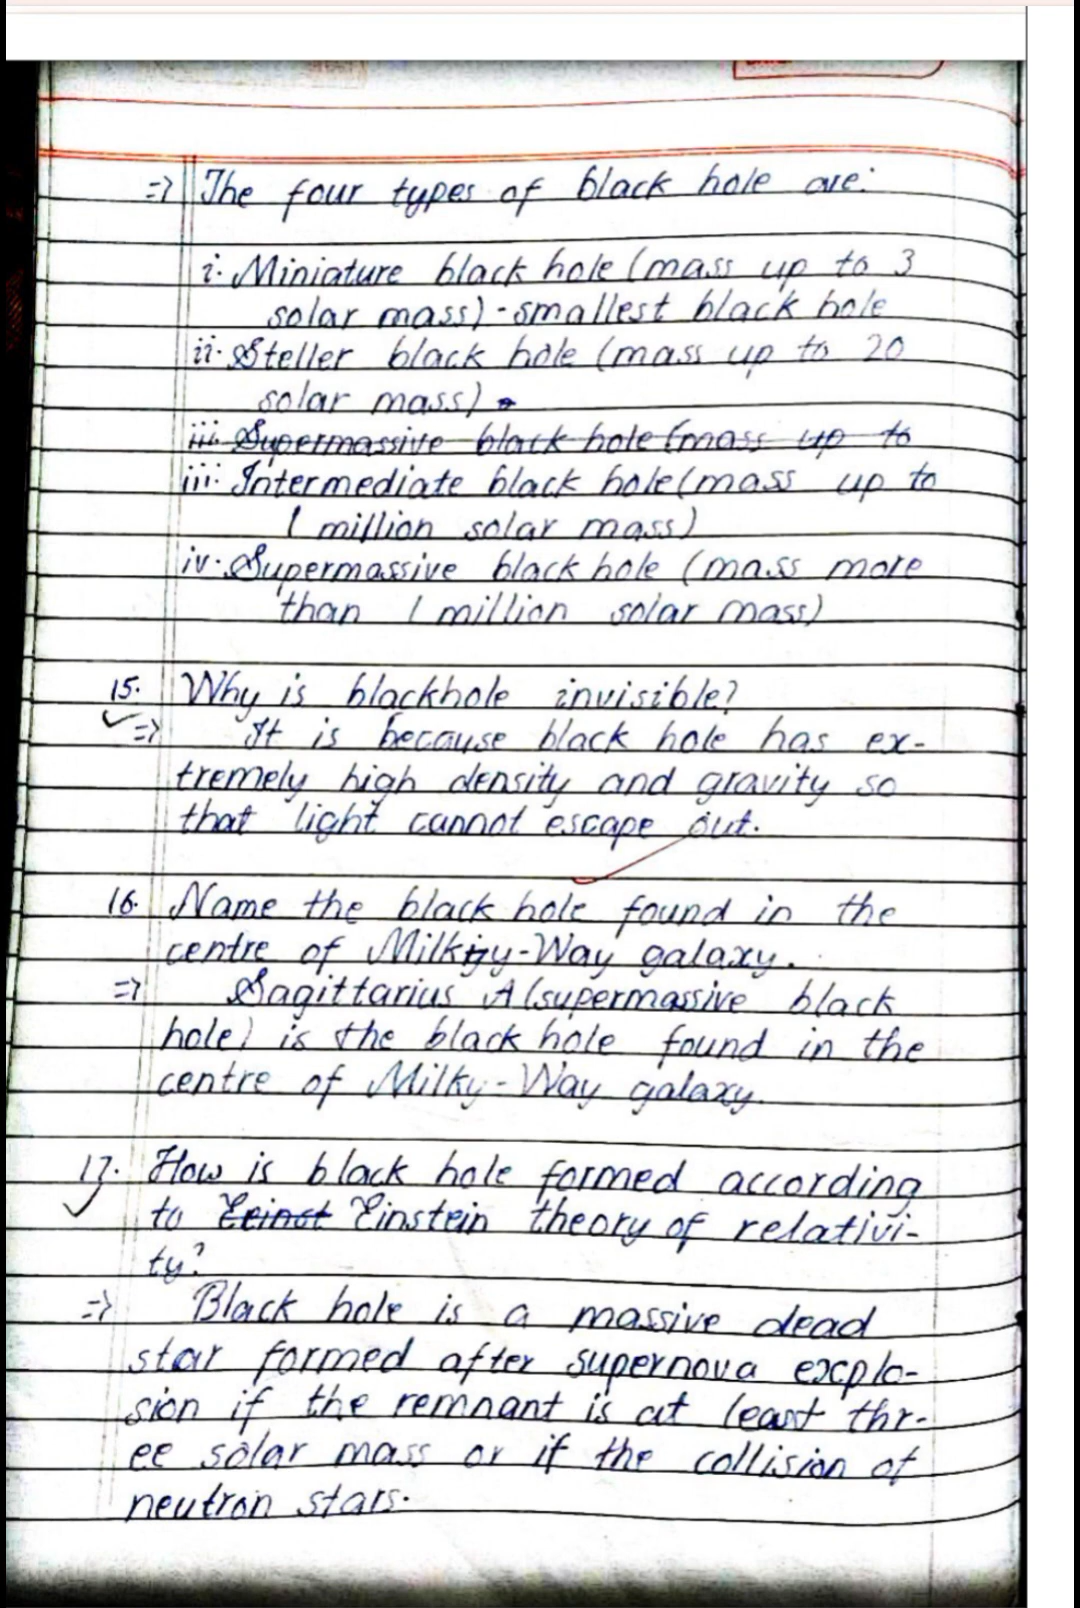 => The four types of black hole are:
i. Miniature black hole (mass up to 3
solar mass) - smallest black hole
ii. Steller black hole (mass up to 20
solar mass).
iii. Supermassive black hole (mass up to
iii. Intermediate black hole (mass up to
1 million solar mass)
iv. Supermassive black hole (mass more
than 1 million solar mass)
15. Why is blackhole invisible?
=> It is because black hole has ex-
tremely high density and gravity so
that light cannot escape out.
16. Name the black hole found in the
centre of Milky-Way galaxy.
=> Sagittarius A (supermassive black
hole) is the black hole found in the
centre of Milky-Way galaxy.
17. How is black hole formed according
to Einstein theory of relativi-
ty?
=> Black hole is a massive dead
star formed after supernova explo-
sion if the remnant is at least thr-
ee solar mass or if the collision of
neutron stars.